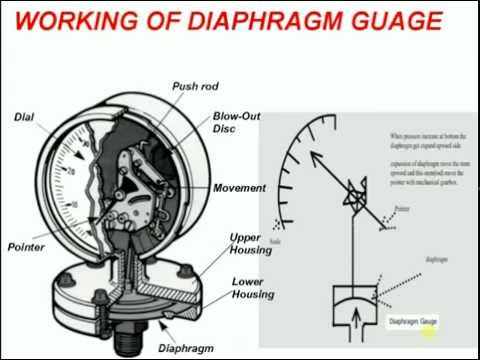 WORKING OF DIAPHRAGM GUAGE
Push rod
Dial
Blow-Out
Disc
Movement
Pointer
Upper
Housing
Lower
Housing
Diaphragm
When pressure increase at bottom the
diaphragm get expand upward side.
expansion of diaphragm move the stem
upward and this stem(rod) move the
pointer with mechanical gearbox.
Pointer
Scale
diaphragm
Diaphragm Gauge